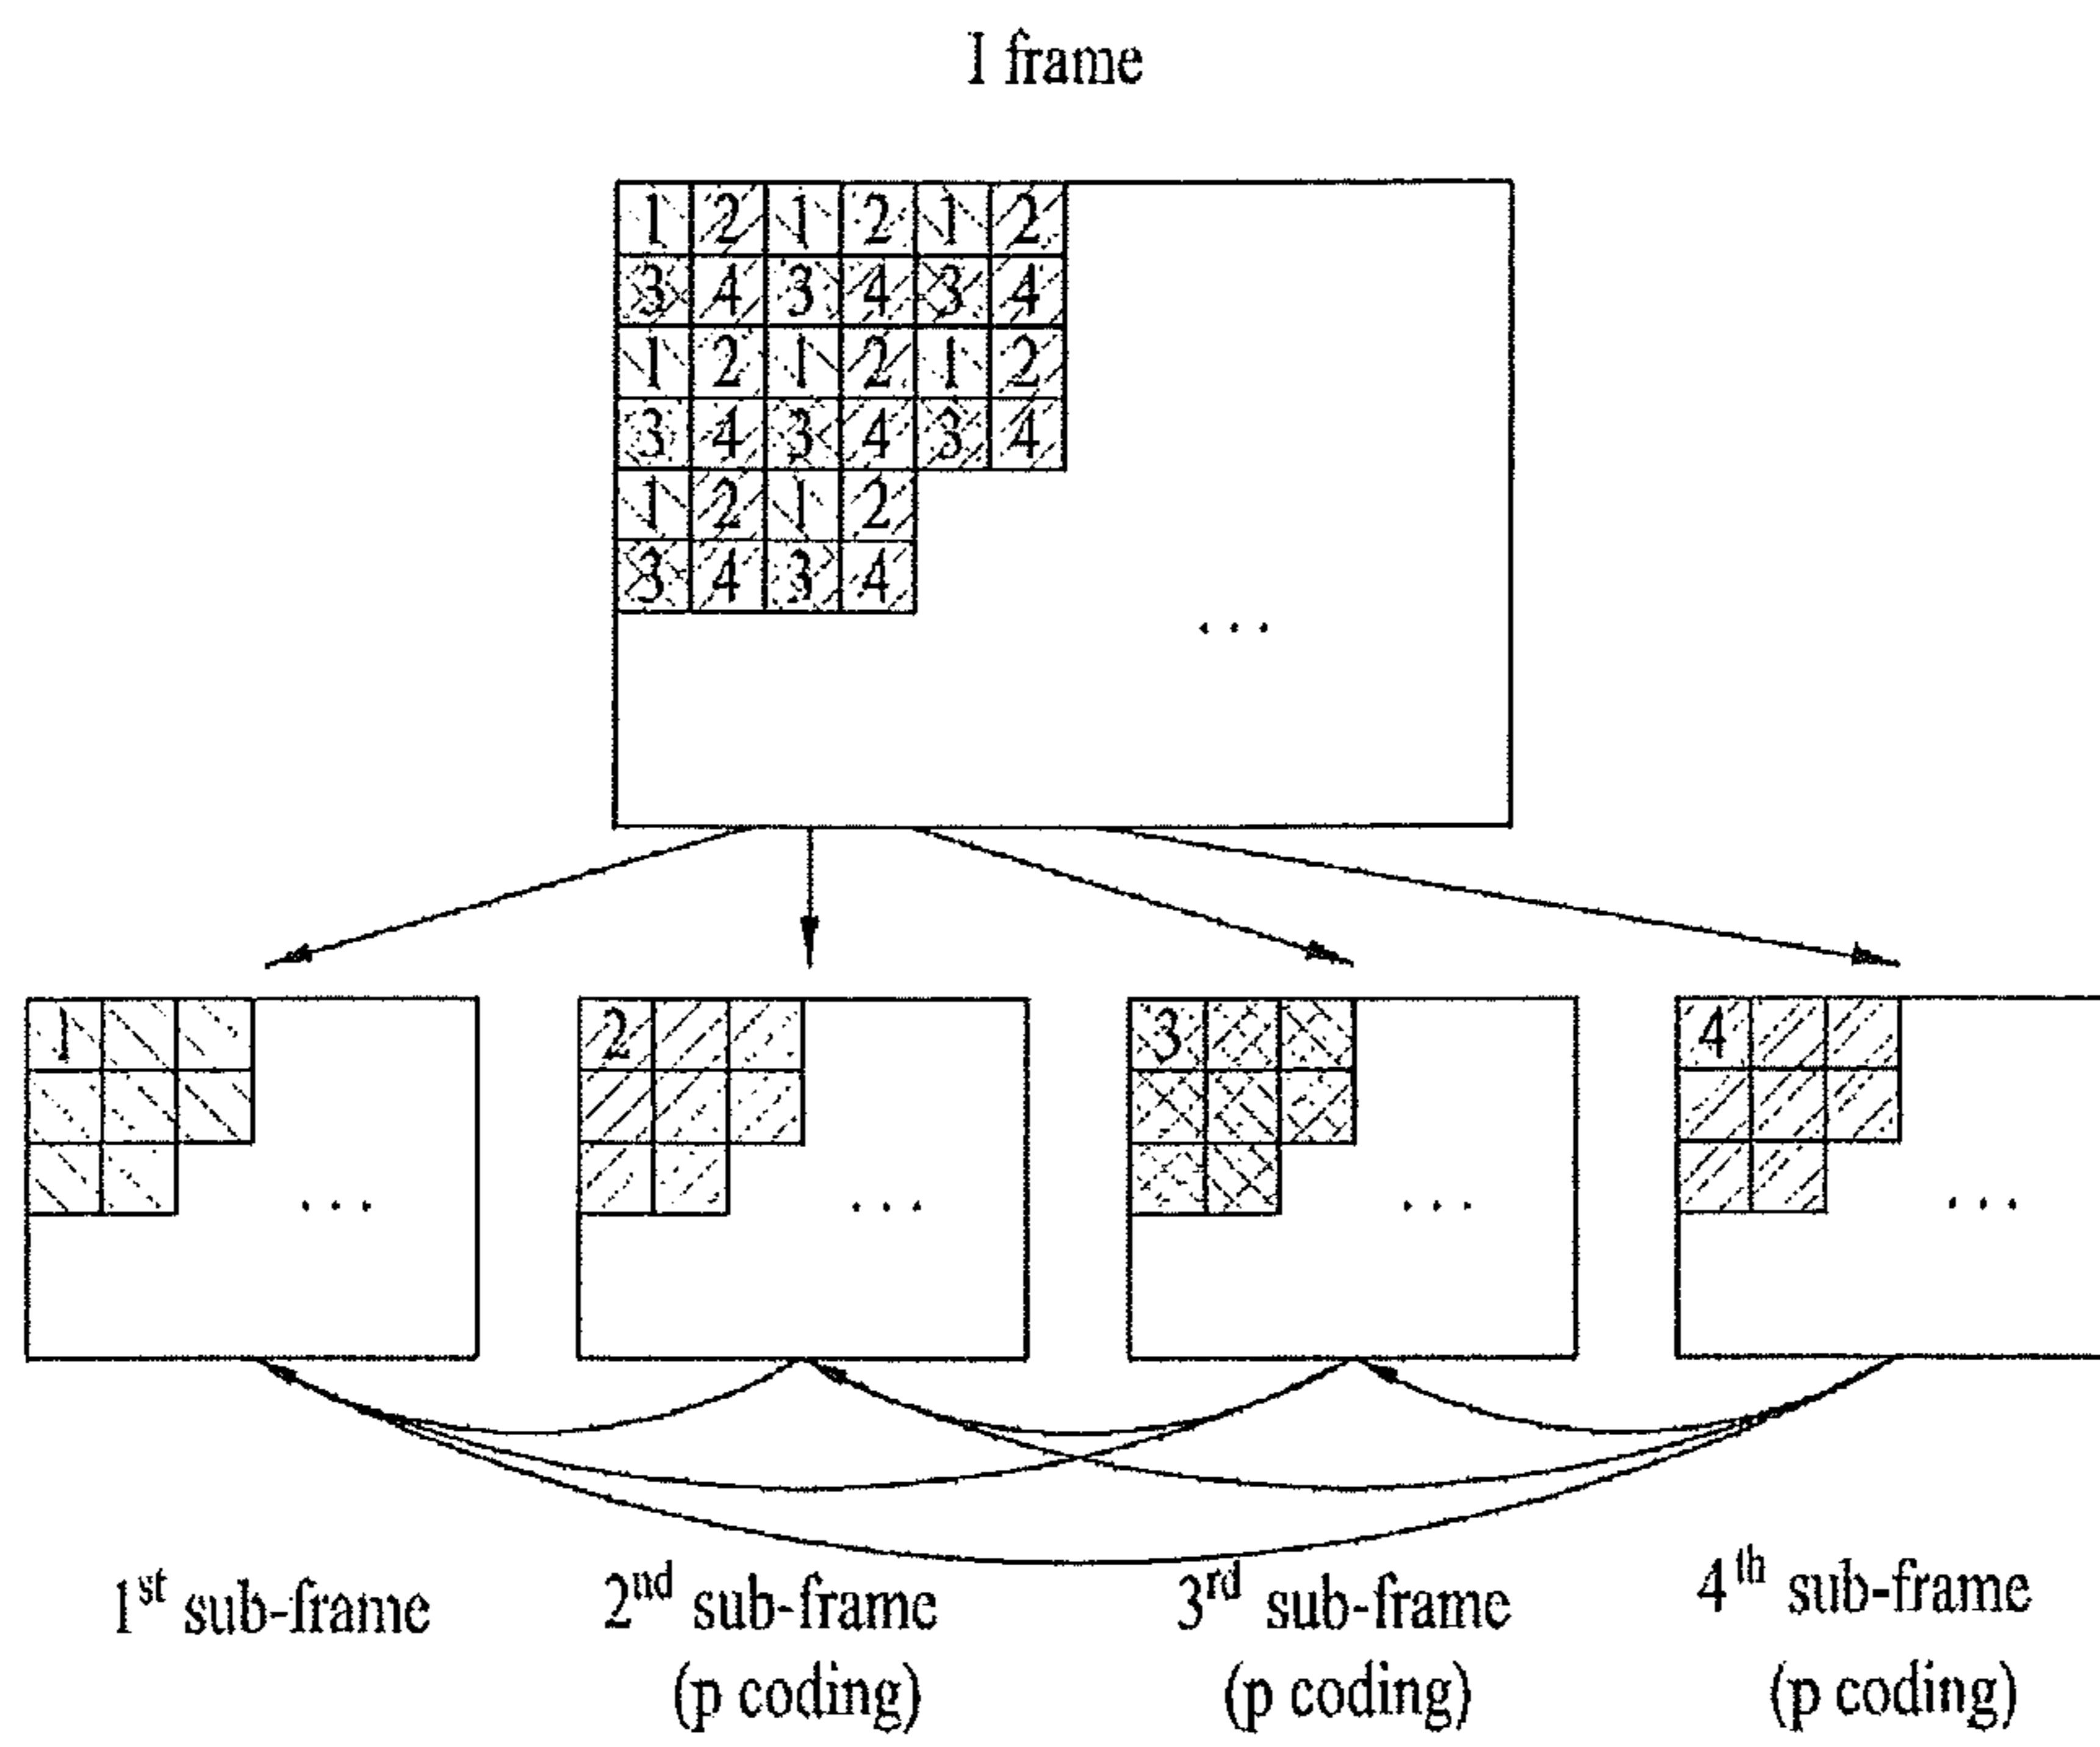 I frame
1 2 1 2 1 2
3 4 3 4 3 4
1 2 1 2 1 2
3 4 3 4 3 4
1 2 1 2
3 4 3 4
...
1 2 3 4
... ... ... ...
1st sub-frame 2nd sub-frame 3rd sub-frame 4th sub-frame
(p coding) (p coding) (p coding)